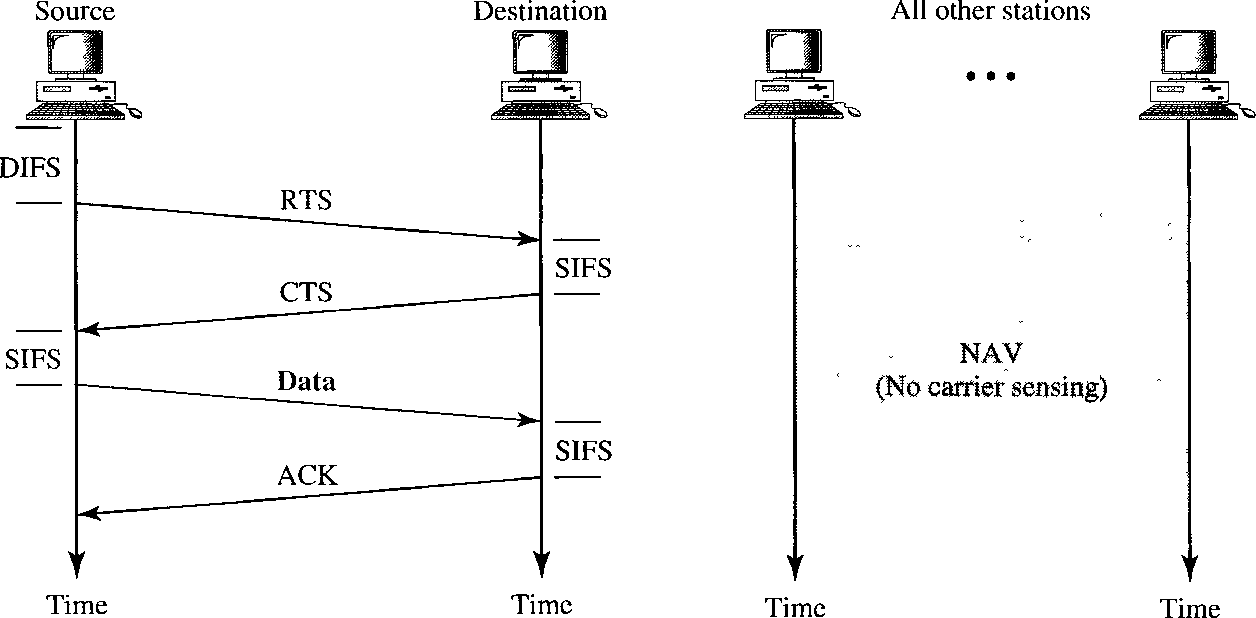 Source
Destination
All other stations
DIFS
RTS
SIFS
CTS
SIFS
NAV
(No carrier sensing)
Data
SIFS
ACK
Time
Time
Time
Time